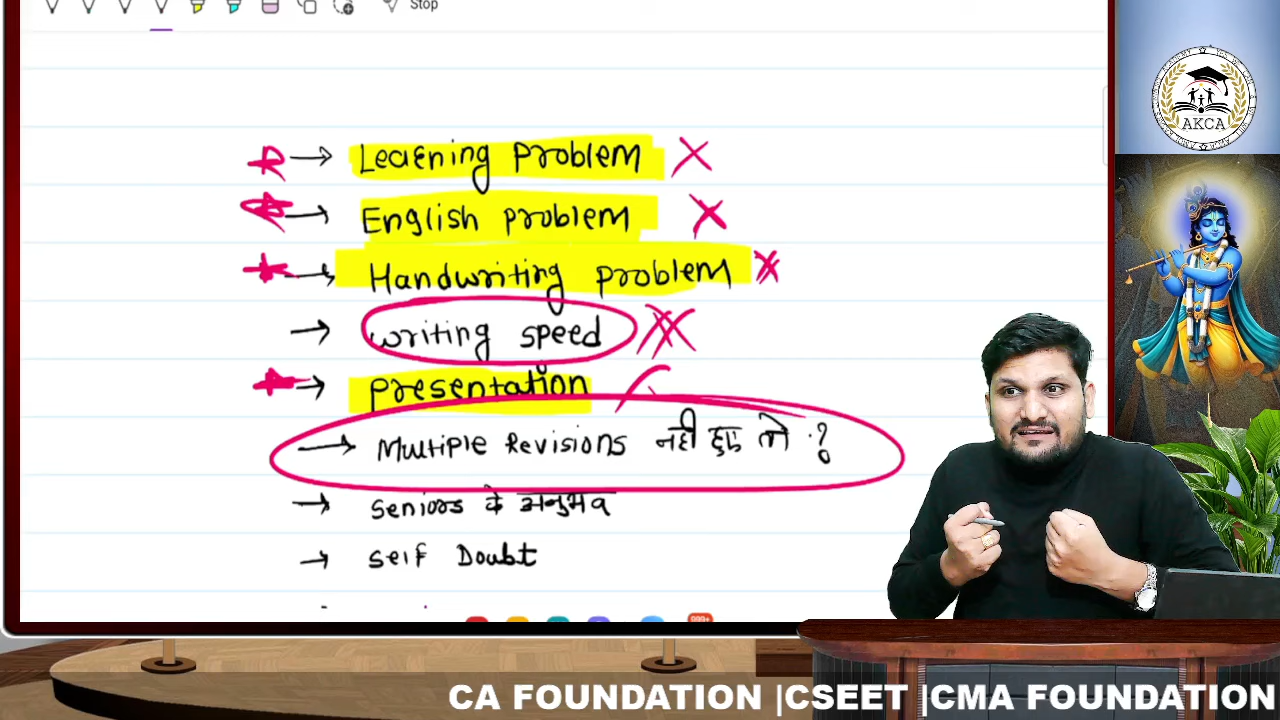 Stop
AKCA
→ Learning problem
→ English problem
→ Handwriting problem
→ writing speed
→ presentation
→ Multiple Revisions नही हुए तो ?
→ seniors के अनुभव
→ self Doubt
999+
CA FOUNDATION |CSEET |CMA FOUNDATION